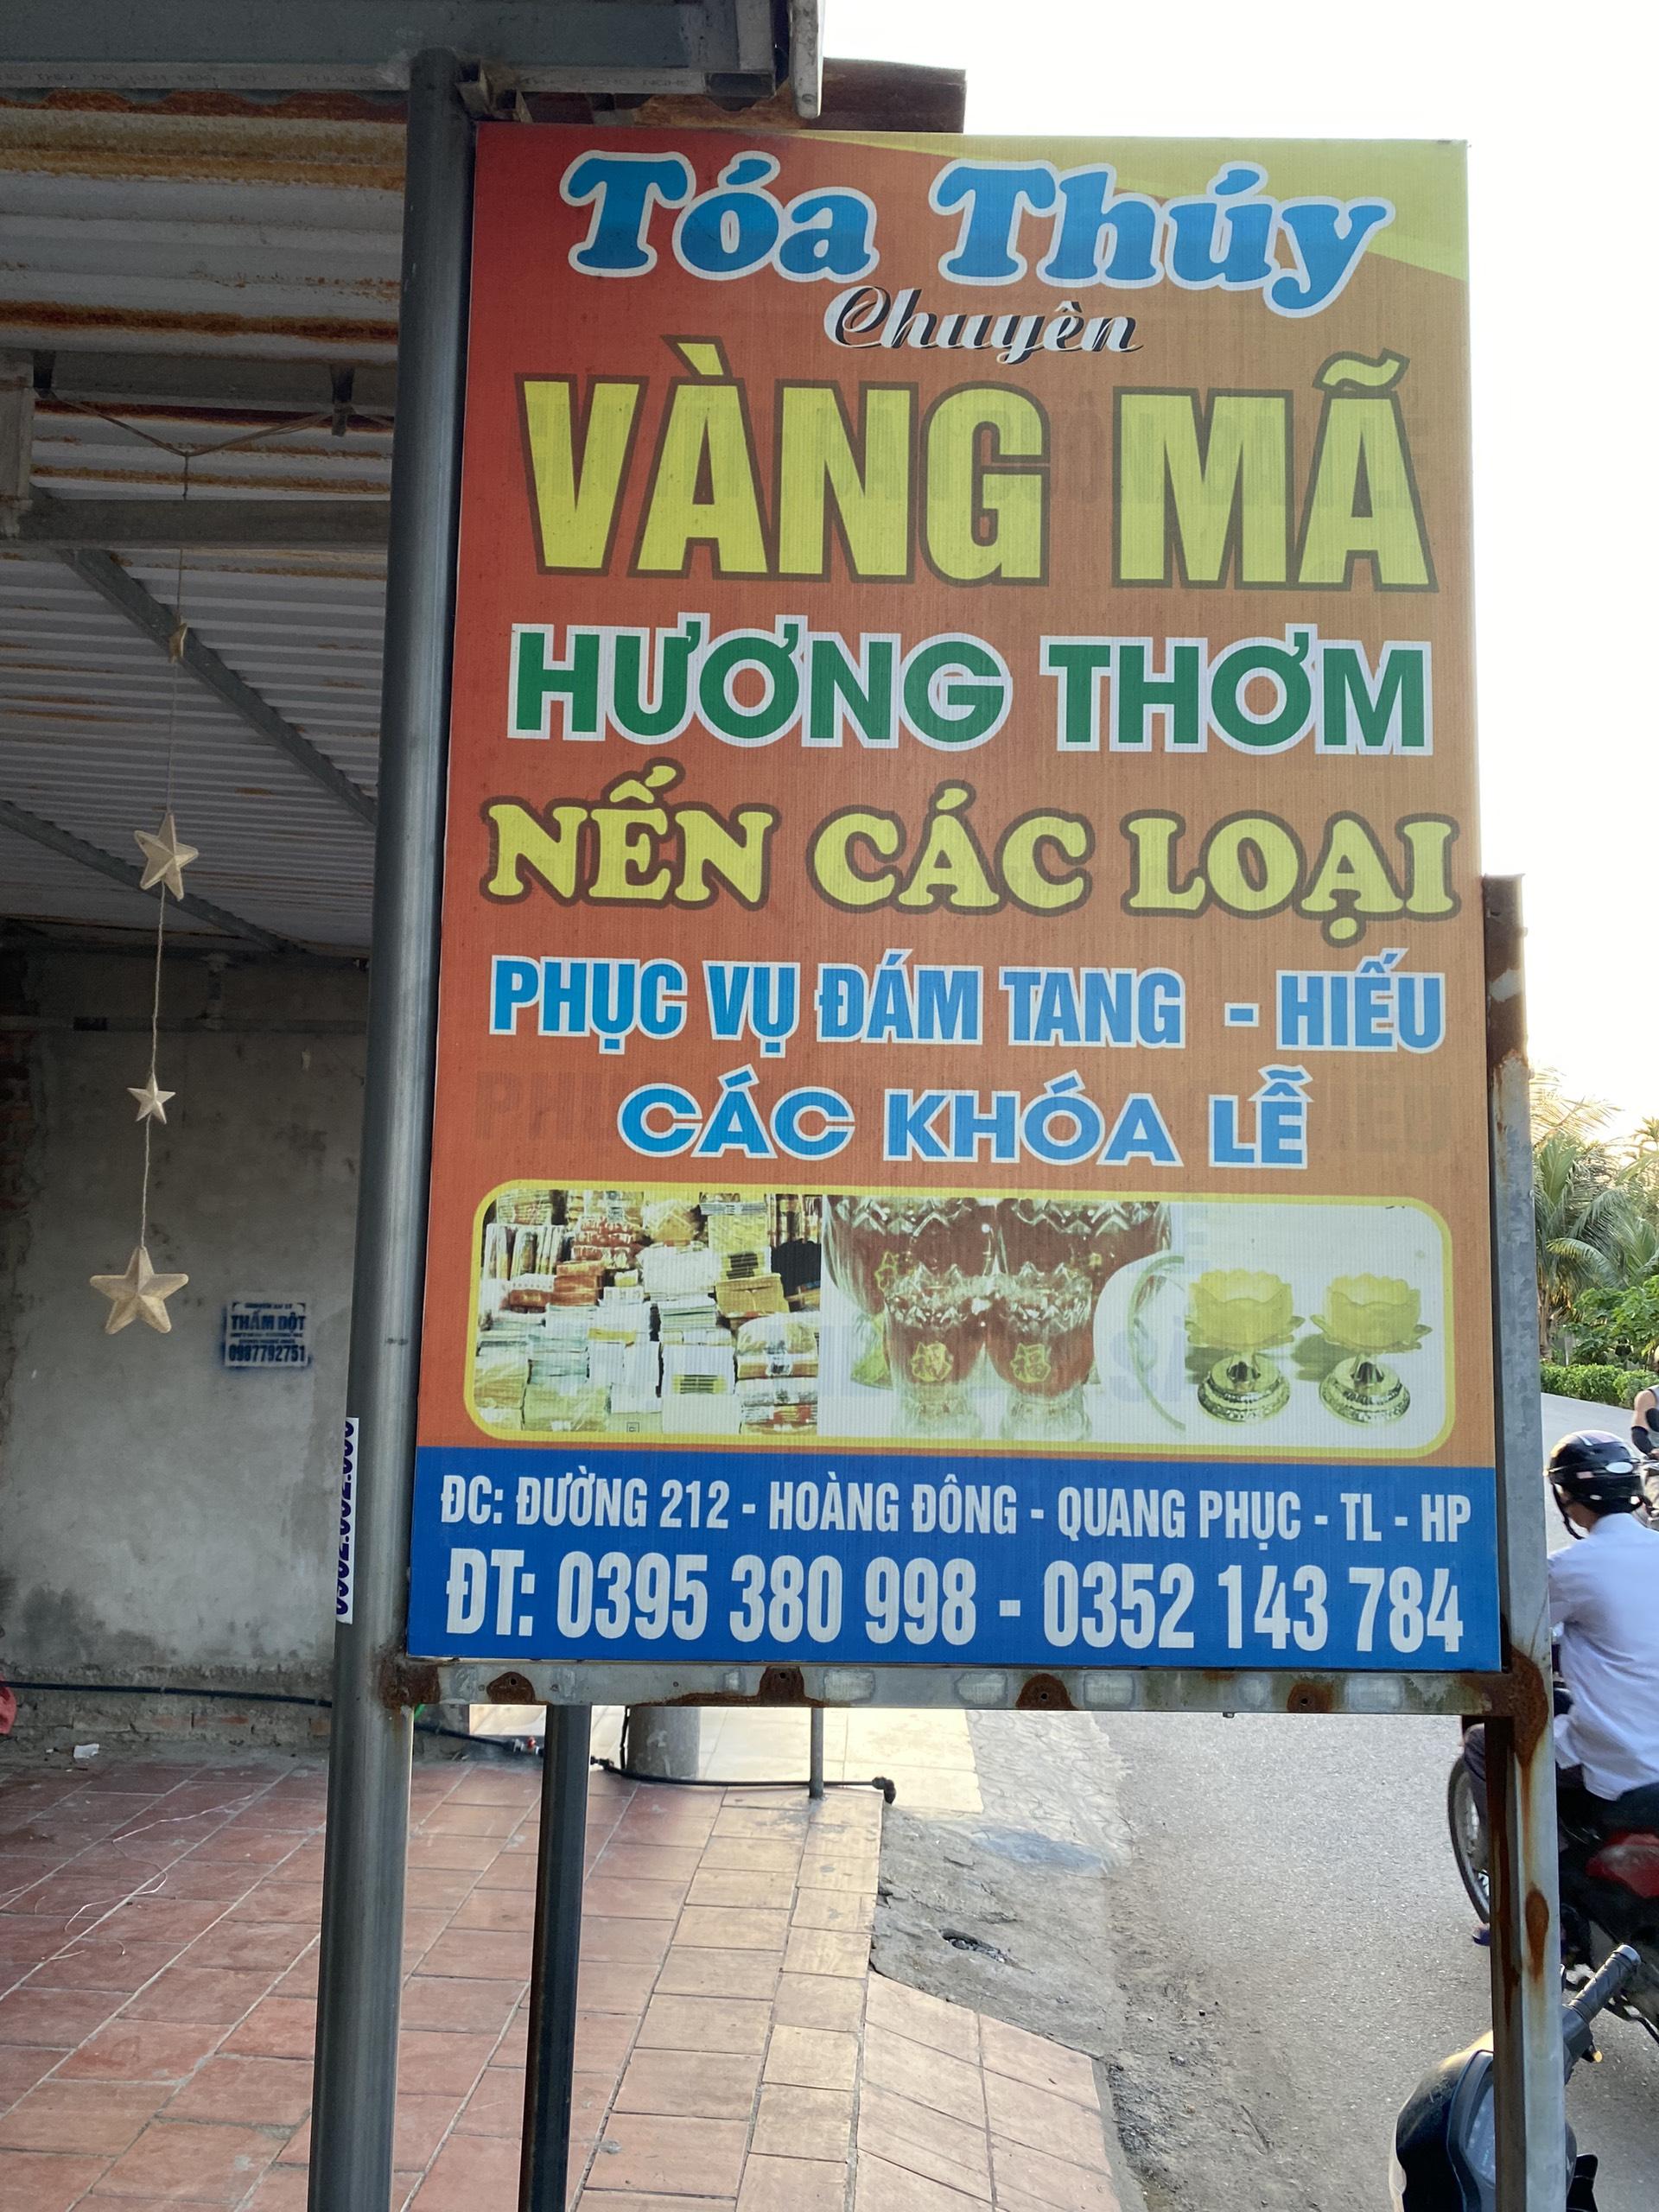 Tóa Thúy
Chuyên
VÀNG MÃ
HƯƠNG THƠM
NẾN CÁC LOẠI
PHỤC VỤ ĐÁM TANG - HIẾU
CÁC KHÓA LỄ
ĐC: ĐƯỜNG 212 - HOÀNG ĐÔNG - QUANG PHỤC - TL - HP
ĐT: 0395 380 998 - 0352 143 784
THẤM DỘT
0987792751